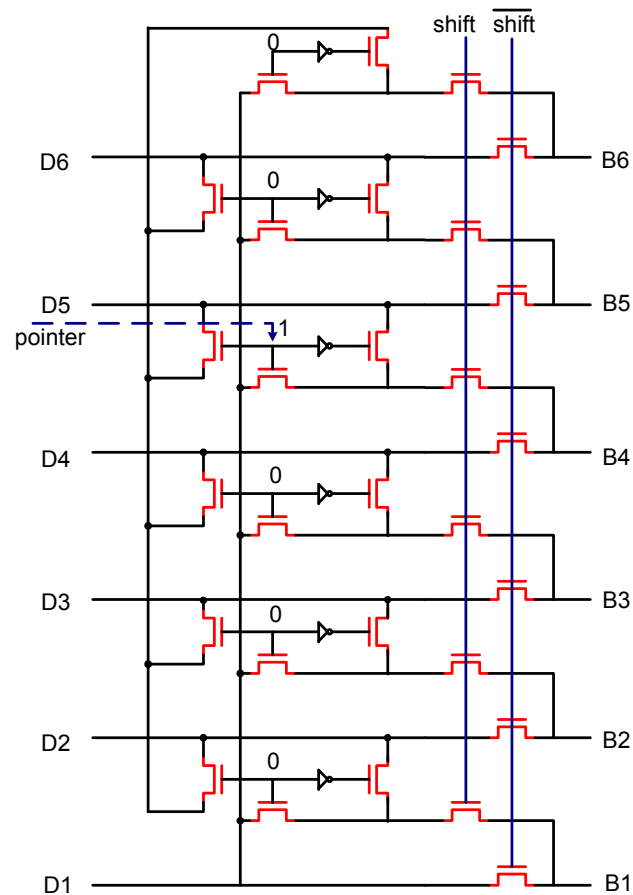 shift shift
0
D6 B6
0
D5 B5
pointer 1
D4 B4
0
D3 B3
0
D2 B2
0
D1 B1